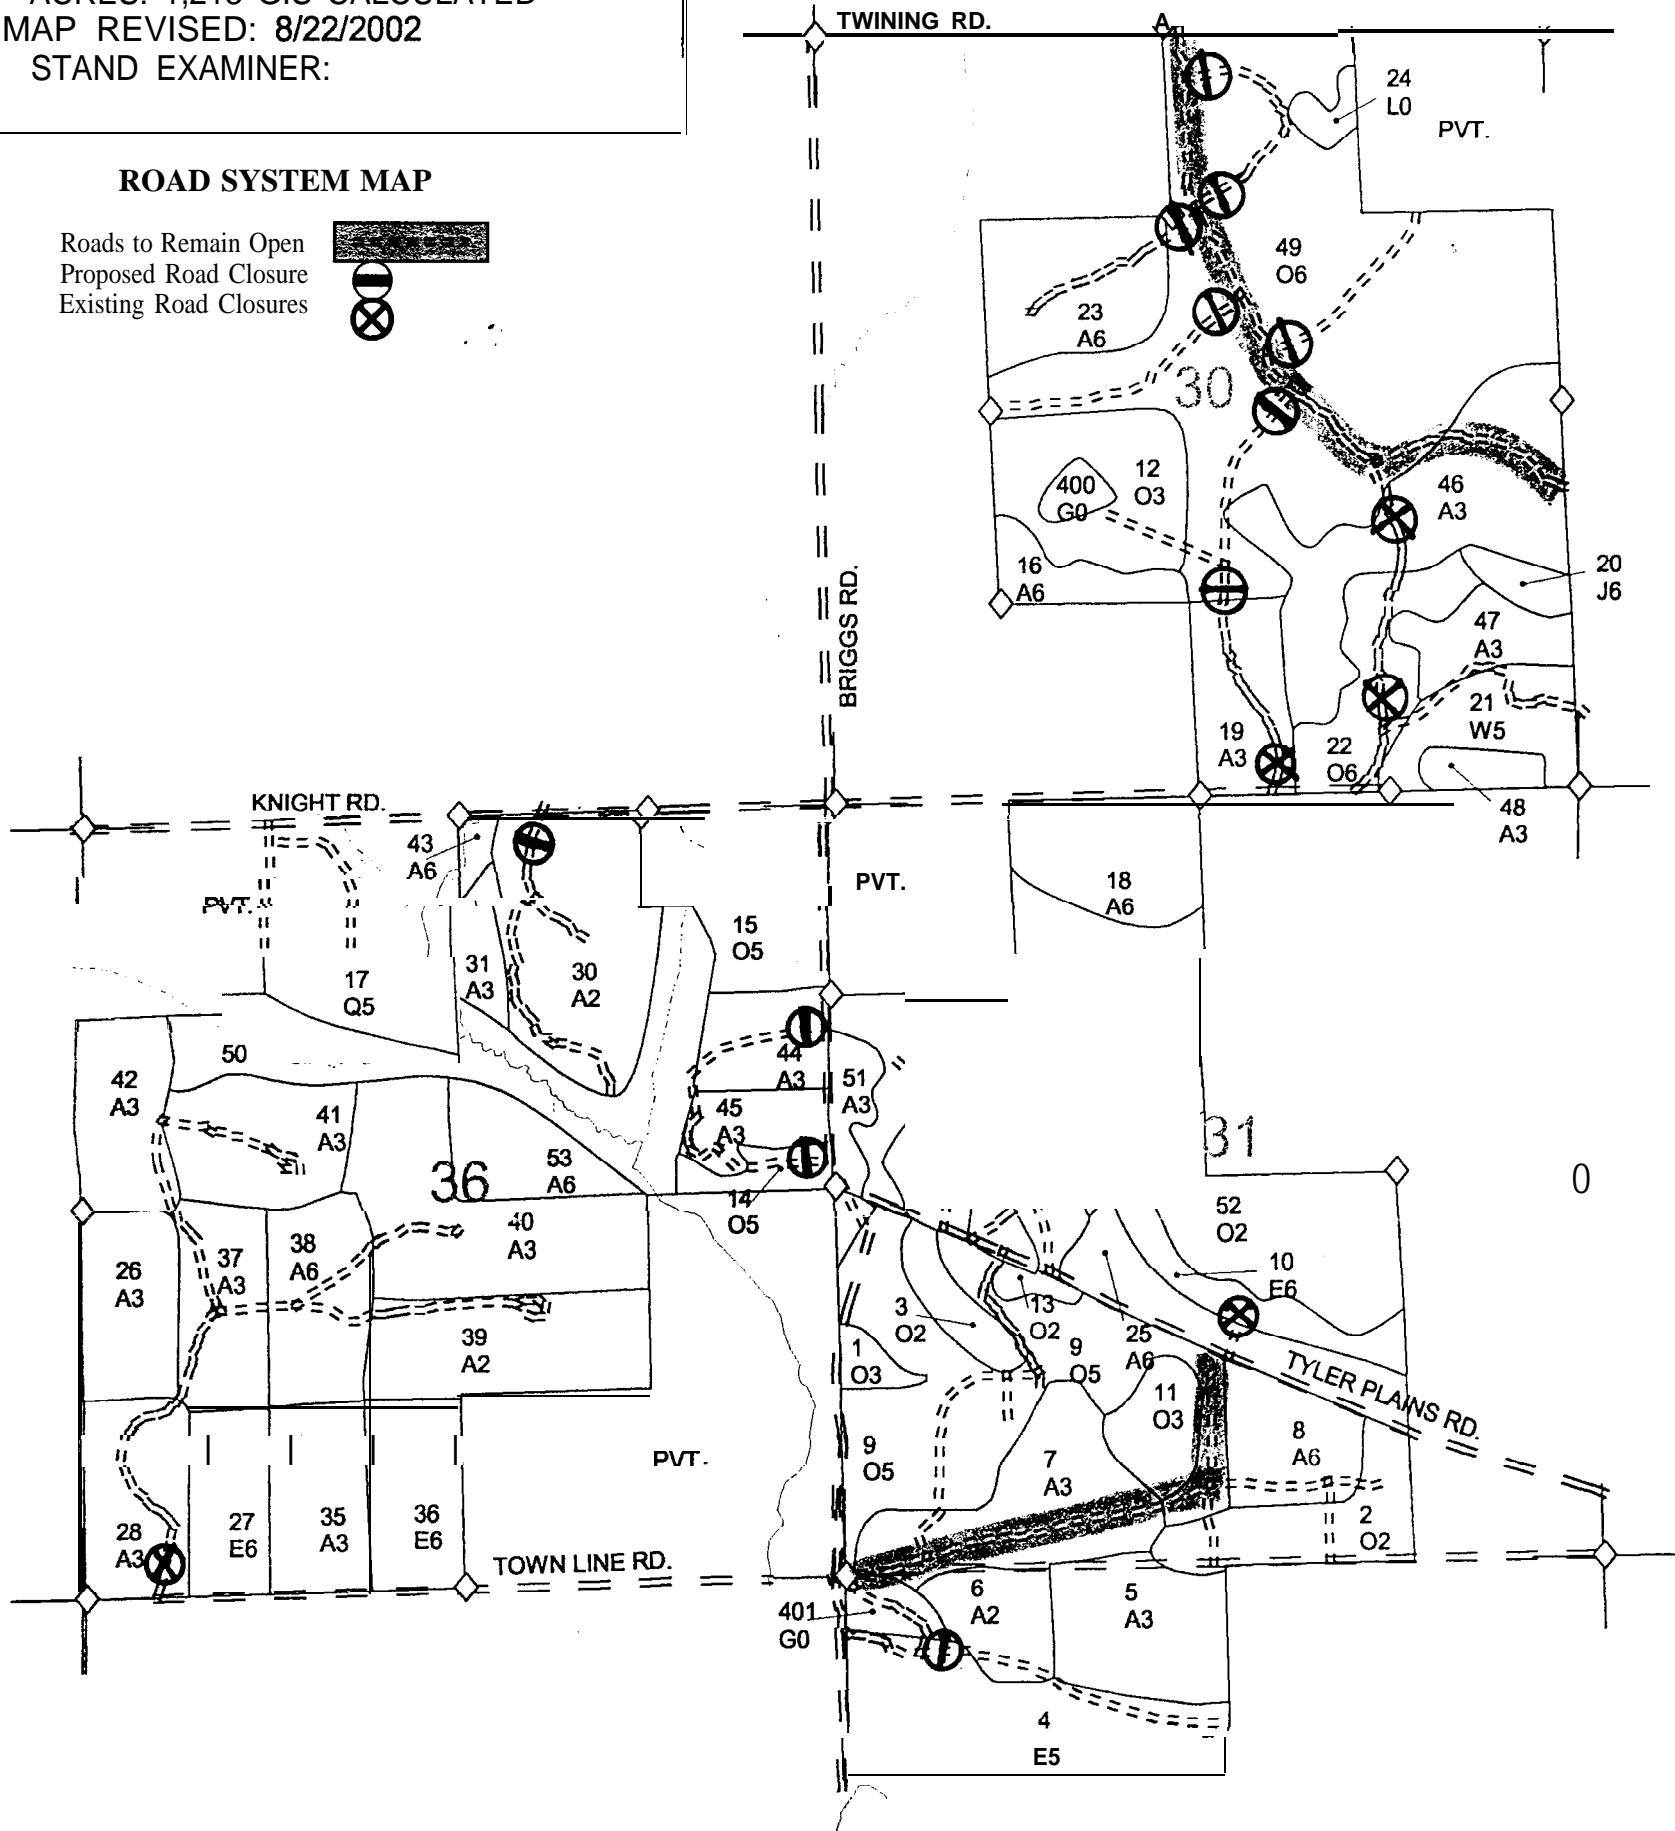 ACRES: 1,213 GIS CALCULATED
MAP REVISED: 8/22/2002
STAND EXAMINER:
ROAD SYSTEM MAP
Roads to Remain Open
Proposed Road Closure
Existing Road Closures
TWINING RD.
A
24
L0
PVT.
49
O6
23
A6
30
12
O3
400
G0
46
A3
16
A6
20
J6
47
A3
21
W5
19
A3
22
O6
48
A3
BRIGGS RD.
KNIGHT RD.
43
A6
PVT.
PVT.
18
A6
15
O5
31
A3
30
A2
17
Q5
50
44
A3
51
A3
42
A3
41
A3
45
A3
31
36
53
A6
14
O5
0
52
O2
40
A3
38
A6
37
A3
26
A3
10
E6
3
O2
13
O2
25
A6
9
O5
1
O3
39
A2
TYLER PLAINS RD.
11
O3
8
A6
9
O5
7
A3
PVT.
28
A3
27
E6
35
A3
36
E6
2
O2
TOWN LINE RD.
401
G0
6
A2
5
A3
4
E5